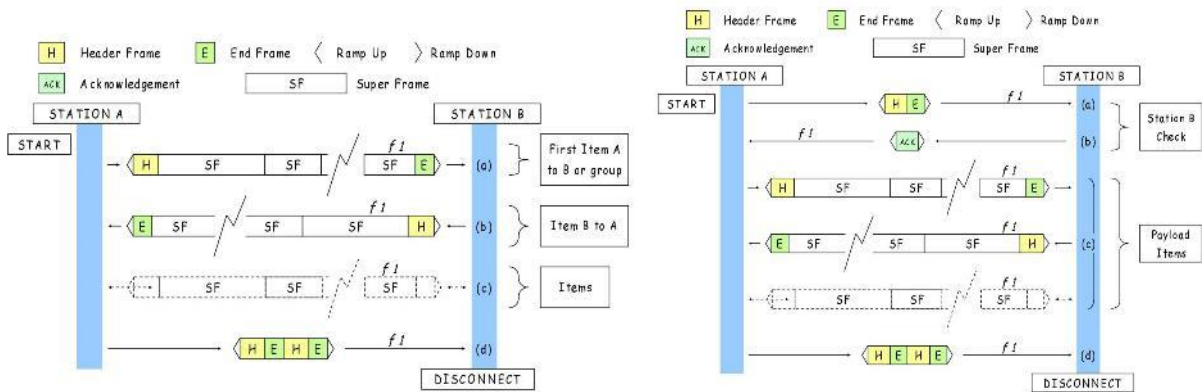 H Header Frame E End Frame Ramp Up Ramp Down
ACK Acknowledgement SF Super Frame
STATION A STATION B
START
f1
H SF SF SF E (a)
First Item A
to B or group
f1
E SF SF SF H (b)
Item B to A
f1
SF SF SF (c)
Items
H E H E f1 (d)
DISCONNECT
H Header Frame E End Frame Ramp Up Ramp Down
ACK Acknowledgement SF Super Frame
STATION A STATION B
START
H E f1 (a)
Station B
Check
f1 ACK (b)
f1
H SF SF SF E
f1
E SF SF SF H (c)
Payload
Items
f1
SF SF SF
H E H E f1 (d)
DISCONNECT